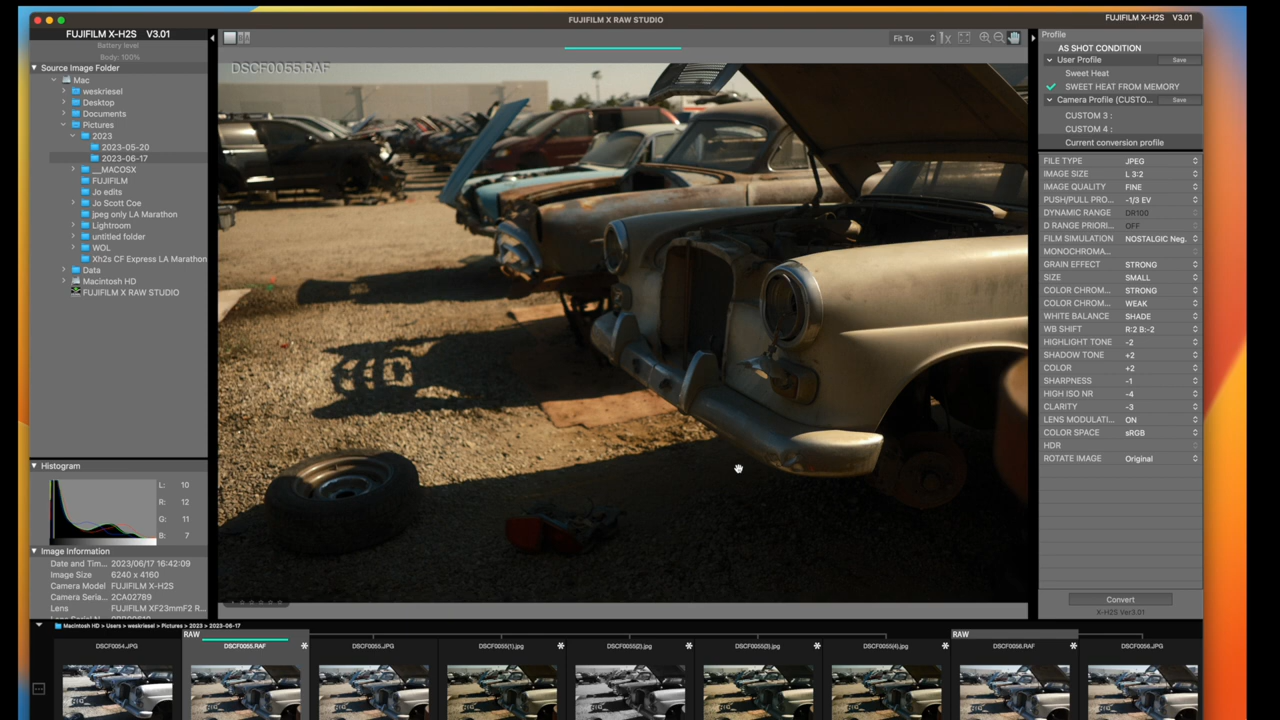 FUJIFILM X RAW STUDIO
FUJIFILM X-H2S V3.01
FUJIFILM X-H2S V3.01
Battery level
Body: 100%
Source Image Folder
Mac
weskriesel
Desktop
Documents
Pictures
2023
2023-05-20
2023-06-17
__MACOSX
FUJIFILM
Jo edits
Jo Scott Coe
jpeg only LA Marathon
Lightroom
untitled folder
WOL
Xh2s CF Express LA Marathon
Data
Macintosh HD
FUJIFILM X RAW STUDIO
Histogram
L: 10
R: 12
G: 11
B: 7
Image Information
Date and Tim... 2023/06/17 16:42:09
Image Size 6240 x 4160
Camera Model FUJIFILM X-H2S
Camera Seria... 2CA02789
Lens FUJIFILM XF23mmF2 R...
Fit To
1x
DSCF0055.RAF
Profile
AS SHOT CONDITION
User Profile Save
Sweet Heat
SWEET HEAT FROM MEMORY
Camera Profile (CUSTO... Save
CUSTOM 3 :
CUSTOM 4 :
Current conversion profile
FILE TYPE JPEG
IMAGE SIZE L 3:2
IMAGE QUALITY FINE
PUSH/PULL PRO... -1/3 EV
DYNAMIC RANGE DR100
D RANGE PRIORI... OFF
FILM SIMULATION NOSTALGIC Neg.
MONOCHROMA...
GRAIN EFFECT STRONG
SIZE SMALL
COLOR CHROM... STRONG
COLOR CHROM... WEAK
WHITE BALANCE SHADE
WB SHIFT R:2 B:-2
HIGHLIGHT TONE -2
SHADOW TONE +2
COLOR +2
SHARPNESS -1
HIGH ISO NR -4
CLARITY -3
LENS MODULATI... ON
COLOR SPACE sRGB
HDR
ROTATE IMAGE Original
Convert
X-H2S Ver3.01
Macintosh HD > Users > weskriesel > Pictures > 2023 > 2023-06-17
RAW RAW
DSCF0054.JPG DSCF0055.RAF DSCF0055.JPG DSCF0055(1).jpg DSCF0055(2).jpg DSCF0055(3).jpg DSCF0055(4).jpg DSCF0056.RAF DSCF0056.JPG